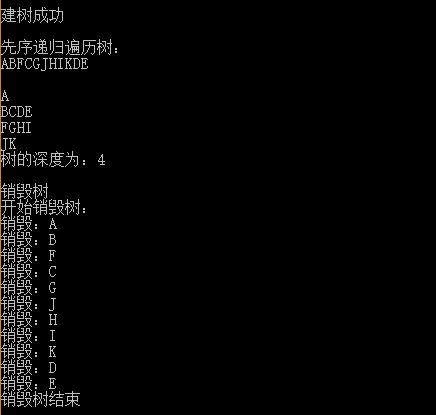 建树成功
先序递归遍历树：
ABFCGJHIKDE
A
BCDE
FGHI
JK
树的深度为：4
销毁树
开始销毁树：
销毁：A
销毁：B
销毁：F
销毁：C
销毁：G
销毁：J
销毁：H
销毁：I
销毁：K
销毁：D
销毁：E
销毁树结束